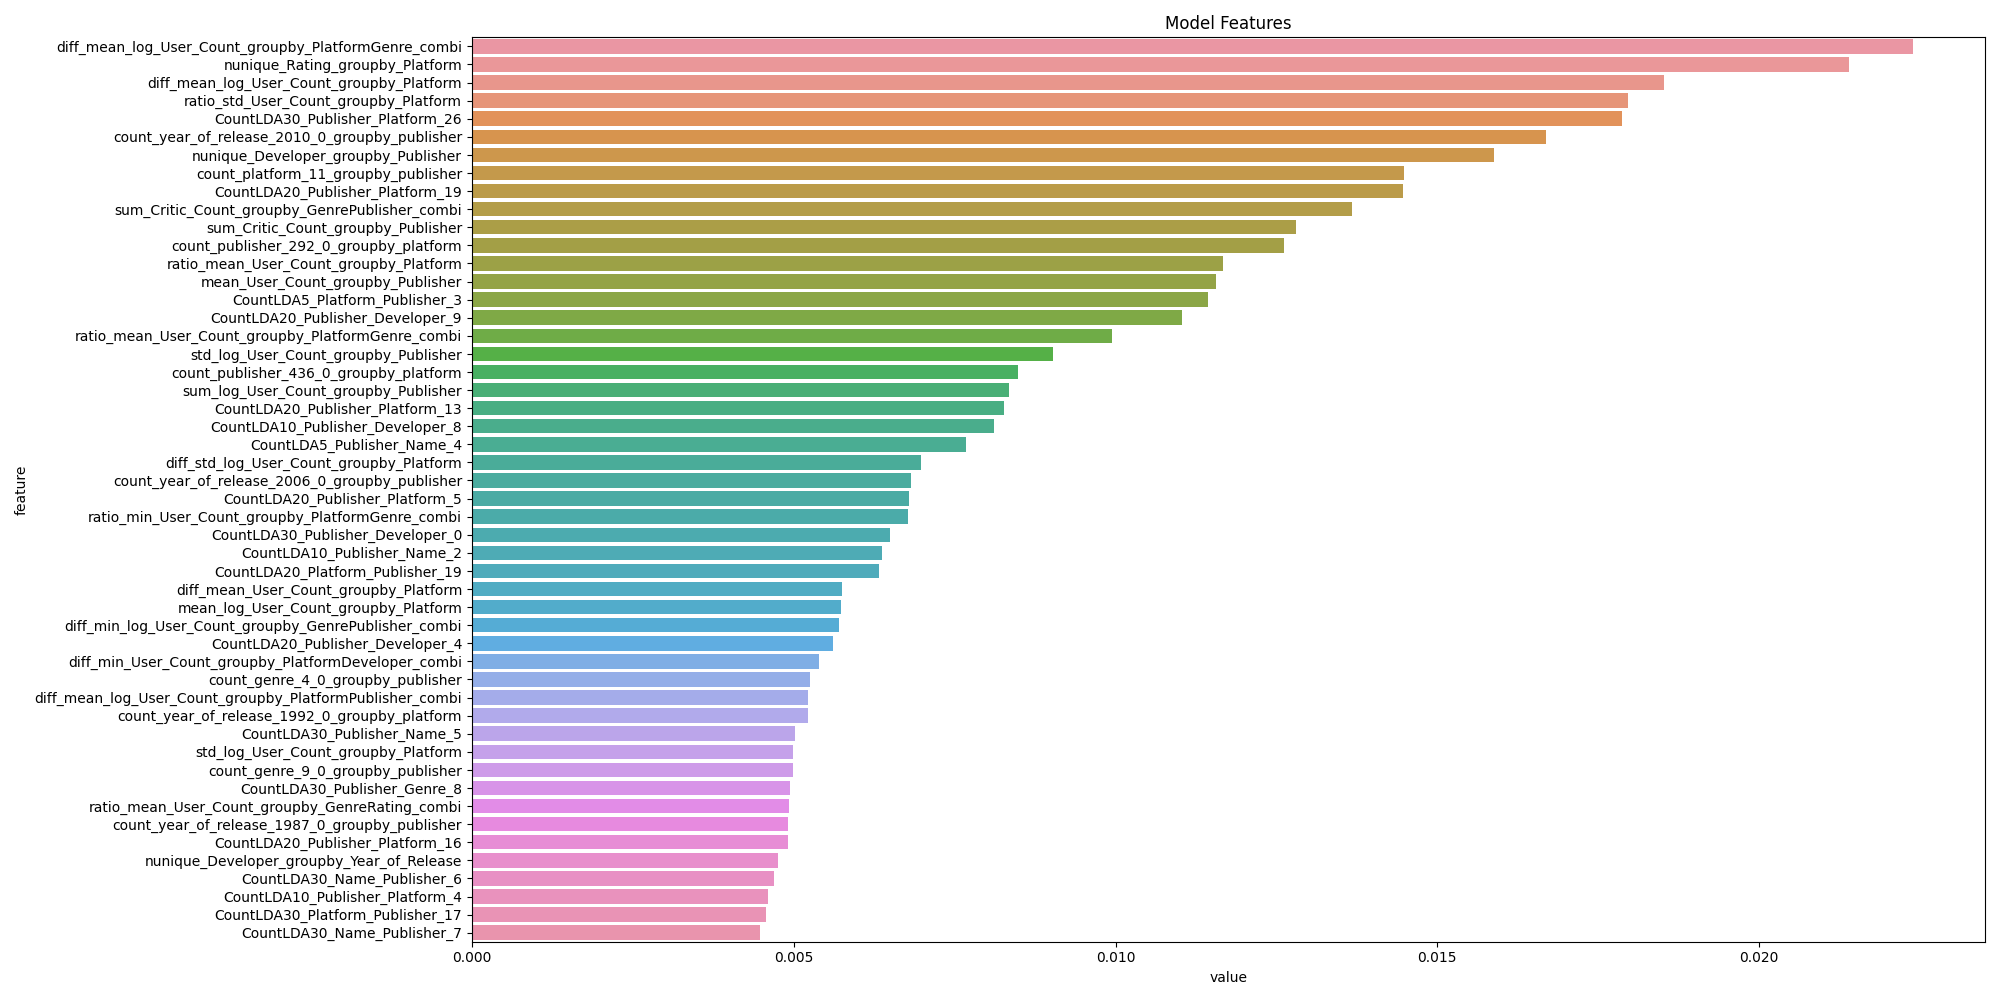 Model Features
diff_mean_log_User_Count_groupby_PlatformGenre_combi
nunique_Rating_groupby_Platform
diff_mean_log_User_Count_groupby_Platform
ratio_std_User_Count_groupby_Platform
CountLDA30_Publisher_Platform_26
count_year_of_release_2010_0_groupby_publisher
nunique_Developer_groupby_Publisher
count_platform_11_groupby_publisher
CountLDA20_Publisher_Platform_19
sum_Critic_Count_groupby_GenrePublisher_combi
sum_Critic_Count_groupby_Publisher
count_publisher_292_0_groupby_platform
ratio_mean_User_Count_groupby_Platform
mean_User_Count_groupby_Publisher
CountLDA5_Platform_Publisher_3
CountLDA20_Publisher_Developer_9
ratio_mean_User_Count_groupby_PlatformGenre_combi
std_log_User_Count_groupby_Publisher
count_publisher_436_0_groupby_platform
sum_log_User_Count_groupby_Publisher
CountLDA20_Publisher_Platform_13
CountLDA10_Publisher_Developer_8
CountLDA5_Publisher_Name_4
diff_std_log_User_Count_groupby_Platform
count_year_of_release_2006_0_groupby_publisher
CountLDA20_Publisher_Platform_5
ratio_min_User_Count_groupby_PlatformGenre_combi
CountLDA30_Publisher_Developer_0
CountLDA10_Publisher_Name_2
CountLDA20_Platform_Publisher_19
diff_mean_User_Count_groupby_Platform
mean_log_User_Count_groupby_Platform
diff_min_log_User_Count_groupby_GenrePublisher_combi
CountLDA20_Publisher_Developer_4
diff_min_User_Count_groupby_PlatformDeveloper_combi
count_genre_4_0_groupby_publisher
diff_mean_log_User_Count_groupby_PlatformPublisher_combi
count_year_of_release_1992_0_groupby_platform
CountLDA30_Publisher_Name_5
std_log_User_Count_groupby_Platform
count_genre_9_0_groupby_publisher
CountLDA30_Publisher_Genre_8
ratio_mean_User_Count_groupby_GenreRating_combi
count_year_of_release_1987_0_groupby_publisher
CountLDA20_Publisher_Platform_16
nunique_Developer_groupby_Year_of_Release
CountLDA30_Name_Publisher_6
CountLDA10_Publisher_Platform_4
CountLDA30_Platform_Publisher_17
CountLDA30_Name_Publisher_7
feature
0.000 0.005 0.010 0.015 0.020
value